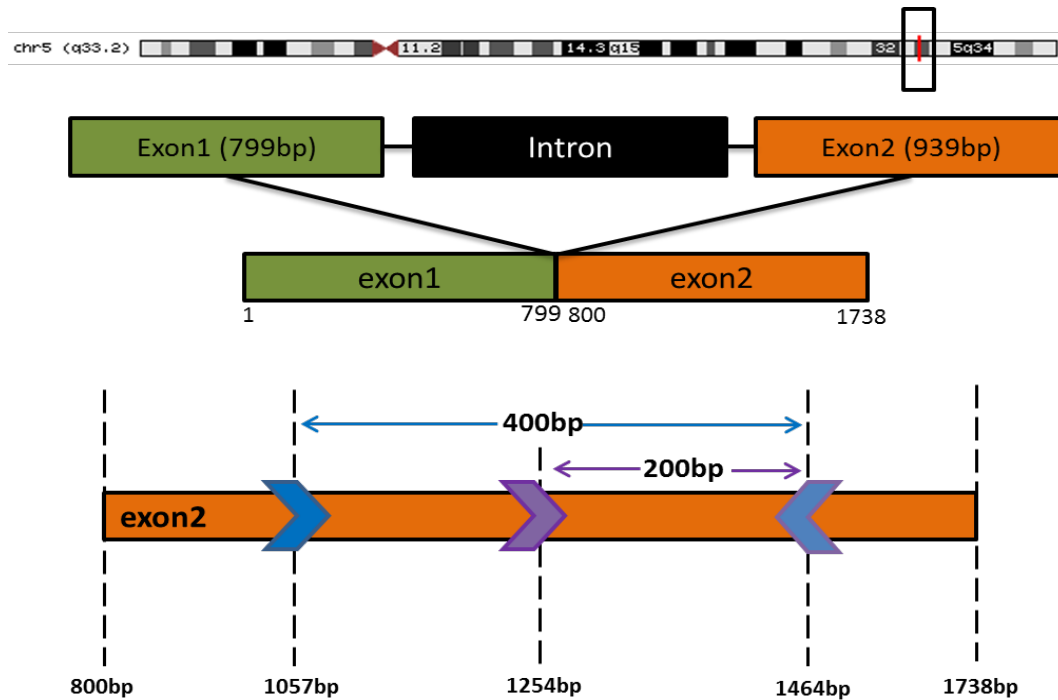 chr5 (q33.2) 11.2 14.3 q15 32 5q34
Exon1 (799bp) Intron Exon2 (939bp)
exon1 exon2
1 799 800 1738
400bp
200bp
exon2
800bp 1057bp 1254bp 1464bp 1738bp